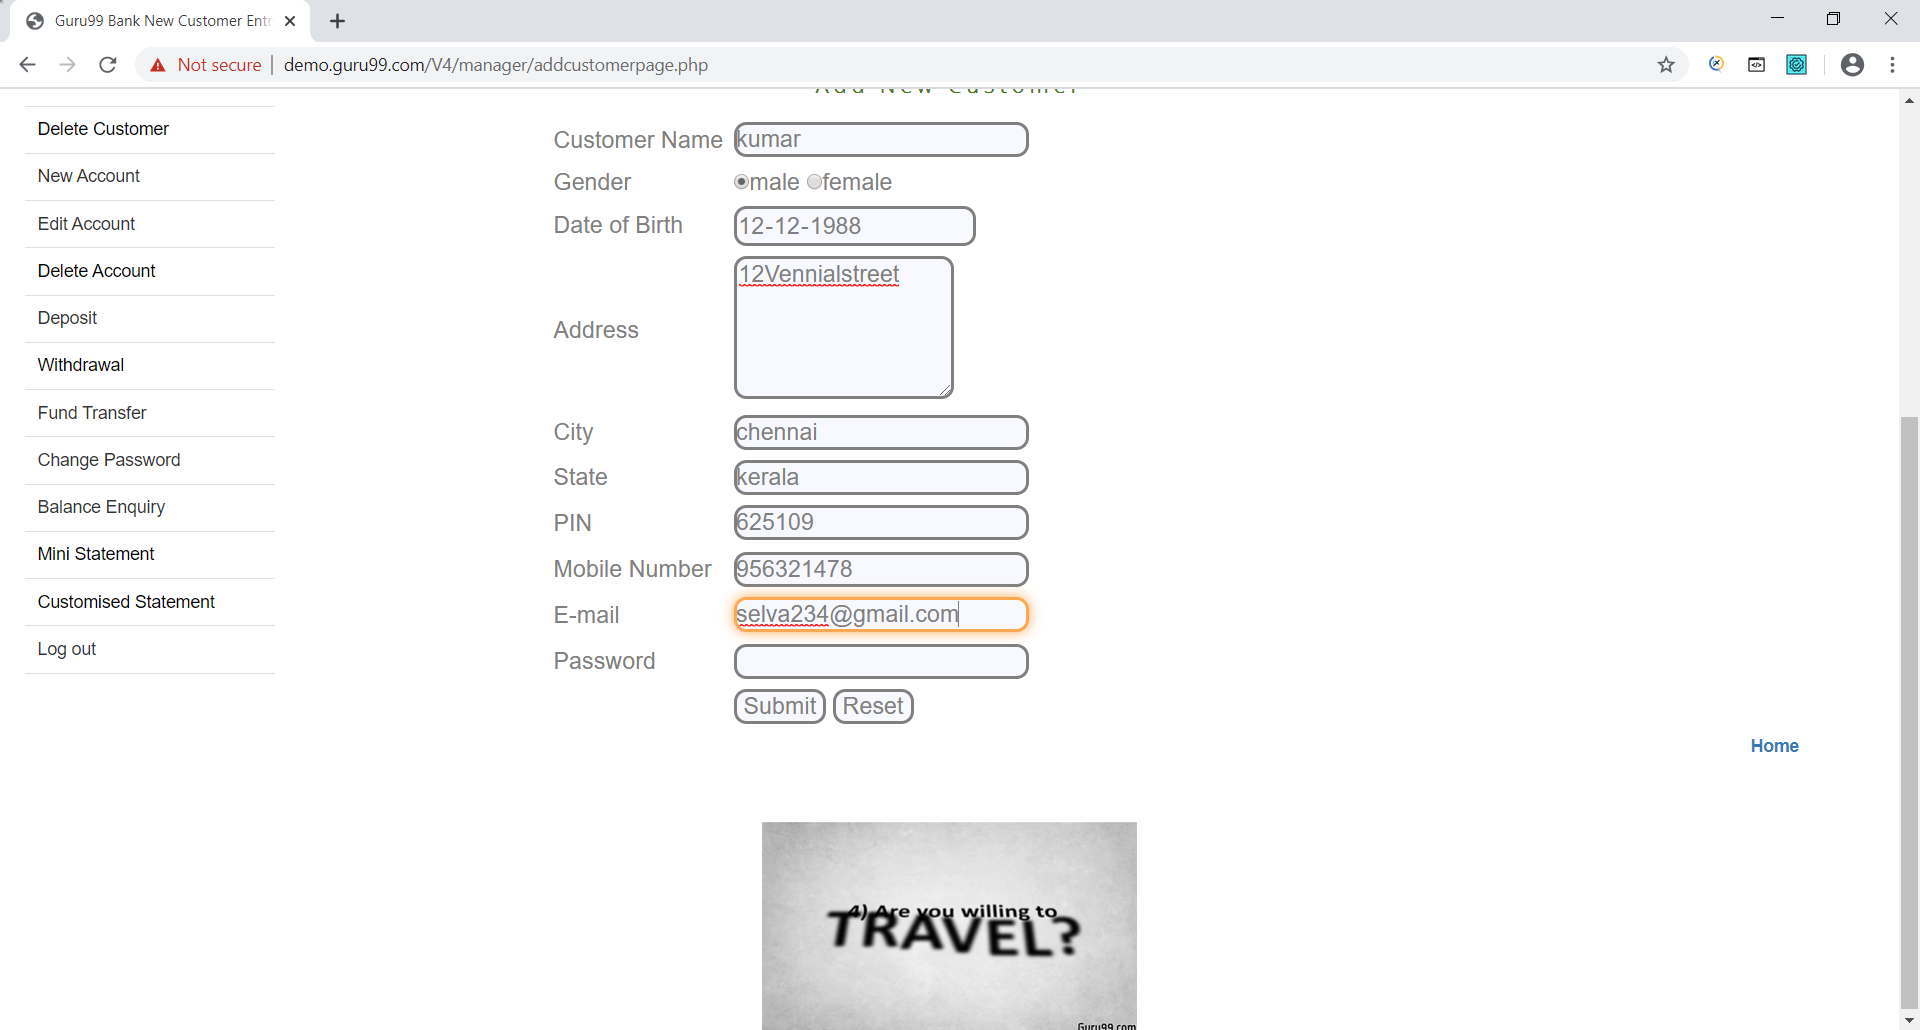 Guru99 Bank New Customer Entr
Not secure | demo.guru99.com/V4/manager/addcustomerpage.php
Add New Customer
Delete Customer
New Account
Edit Account
Delete Account
Deposit
Withdrawal
Fund Transfer
Change Password
Balance Enquiry
Mini Statement
Customised Statement
Log out
Customer Name kumar
Gender male female
Date of Birth 12-12-1988
Address 12Vennialstreet
City chennai
State kerala
PIN 625109
Mobile Number 956321478
E-mail selva234@gmail.com
Password
Submit Reset
Home
4) Are you willing to
TRAVEL?
Guru99.com